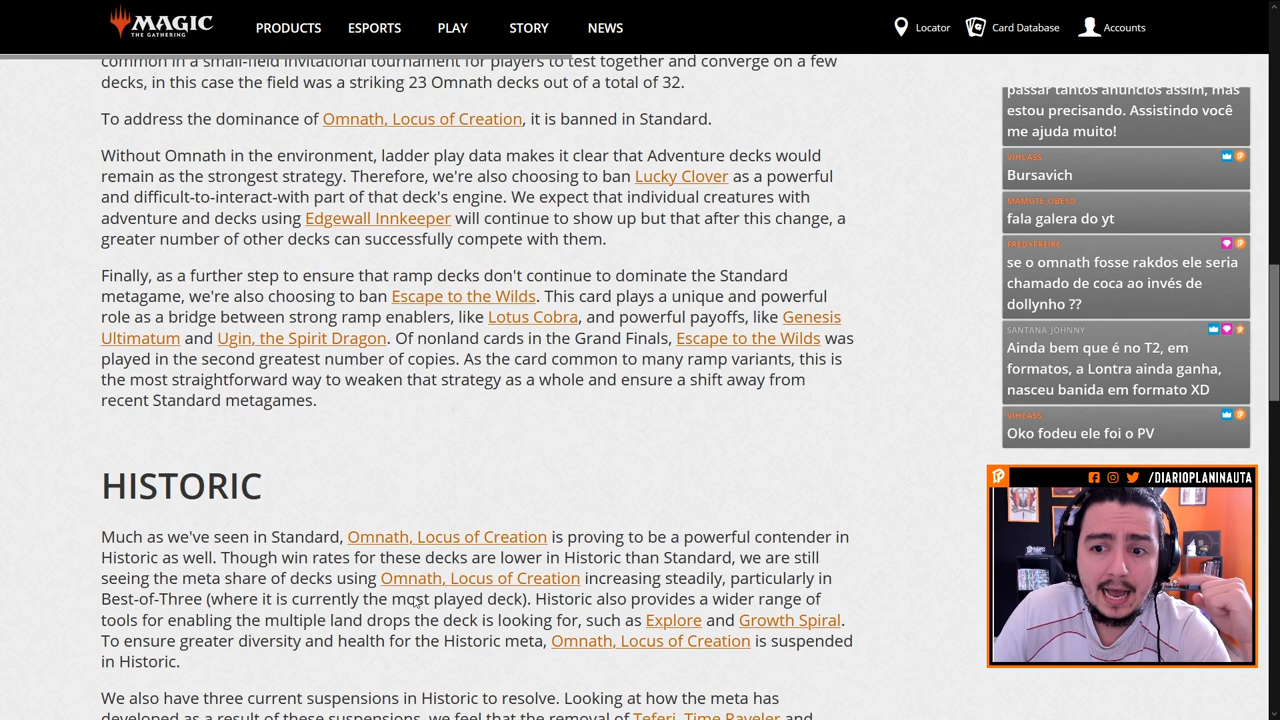 MAGIC
THE GATHERING
PRODUCTS
ESPORTS
PLAY
STORY
NEWS
Locator
Card Database
Accounts
common in a small-field invitational tournament for players to test together and converge on a few
decks, in this case the field was a striking 23 Omnath decks out of a total of 32.
To address the dominance of Omnath, Locus of Creation, it is banned in Standard.
Without Omnath in the environment, ladder play data makes it clear that Adventure decks would
remain as the strongest strategy. Therefore, we're also choosing to ban Lucky Clover as a powerful
and difficult-to-interact-with part of that deck's engine. We expect that individual creatures with
adventure and decks using Edgewall Innkeeper will continue to show up but that after this change, a
greater number of other decks can successfully compete with them.
Finally, as a further step to ensure that ramp decks don't continue to dominate the Standard
metagame, we're also choosing to ban Escape to the Wilds. This card plays a unique and powerful
role as a bridge between strong ramp enablers, like Lotus Cobra, and powerful payoffs, like Genesis
Ultimatum and Ugin, the Spirit Dragon. Of nonland cards in the Grand Finals, Escape to the Wilds was
played in the second greatest number of copies. As the card common to many ramp variants, this is
the most straightforward way to weaken that strategy as a whole and ensure a shift away from
recent Standard metagames.
HISTORIC
Much as we've seen in Standard, Omnath, Locus of Creation is proving to be a powerful contender in
Historic as well. Though win rates for these decks are lower in Historic than Standard, we are still
seeing the meta share of decks using Omnath, Locus of Creation increasing steadily, particularly in
Best-of-Three (where it is currently the most played deck). Historic also provides a wider range of
tools for enabling the multiple land drops the deck is looking for, such as Explore and Growth Spiral.
To ensure greater diversity and health for the Historic meta, Omnath, Locus of Creation is suspended
in Historic.
We also have three current suspensions in Historic to resolve. Looking at how the meta has
developed as a result of these suspensions, we feel that the removal of Teferi, Time Raveler and
passar tantos anúncios assim, mas
estou precisando. Assistindo você
me ajuda muito!
VIHCASS
Bursavich
MAMUTE_OBESO
fala galera do yt
FREDYFREIRE
se o omnath fosse rakdos ele seria
chamado de coca ao invés de
dollynho ??
SANTANA_JOHNNY
Ainda bem que é no T2, em
formatos, a Lontra ainda ganha,
nasceu banida em formato XD
VIHCASS
Oko fodeu ele foi o PV
/DIARIOPLANINAUTA